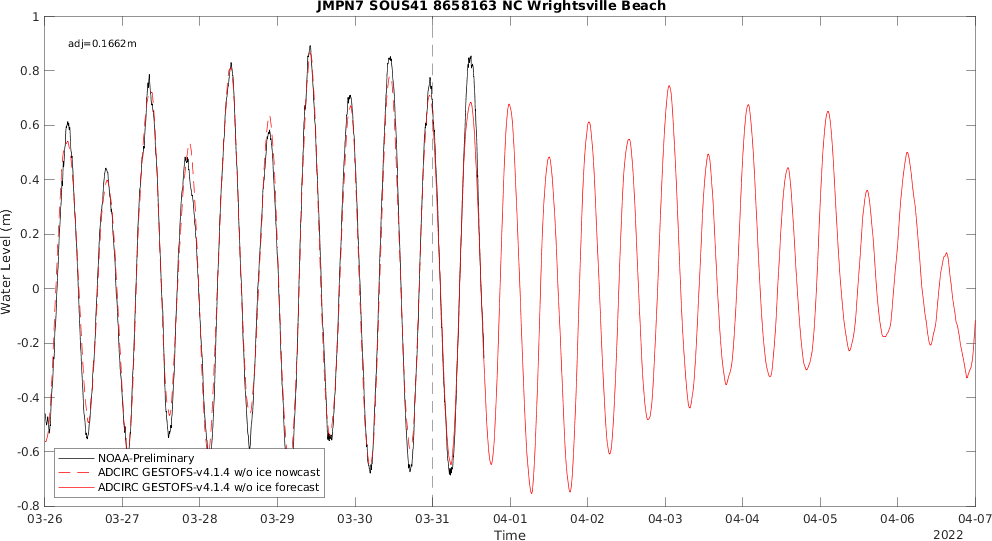 JMPN7 SOUS41 8658163 NC Wrightsville Beach
adj=0.1662m
Water Level (m)
1
0.8
0.6
0.4
0.2
0
-0.2
-0.4
-0.6
-0.8
NOAA-Preliminary
ADCIRC GESTOFS-v4.1.4 w/o ice nowcast
ADCIRC GESTOFS-v4.1.4 w/o ice forecast
03-26 03-27 03-28 03-29 03-30 03-31 04-01 04-02 04-03 04-04 04-05 04-06 04-07
Time
2022